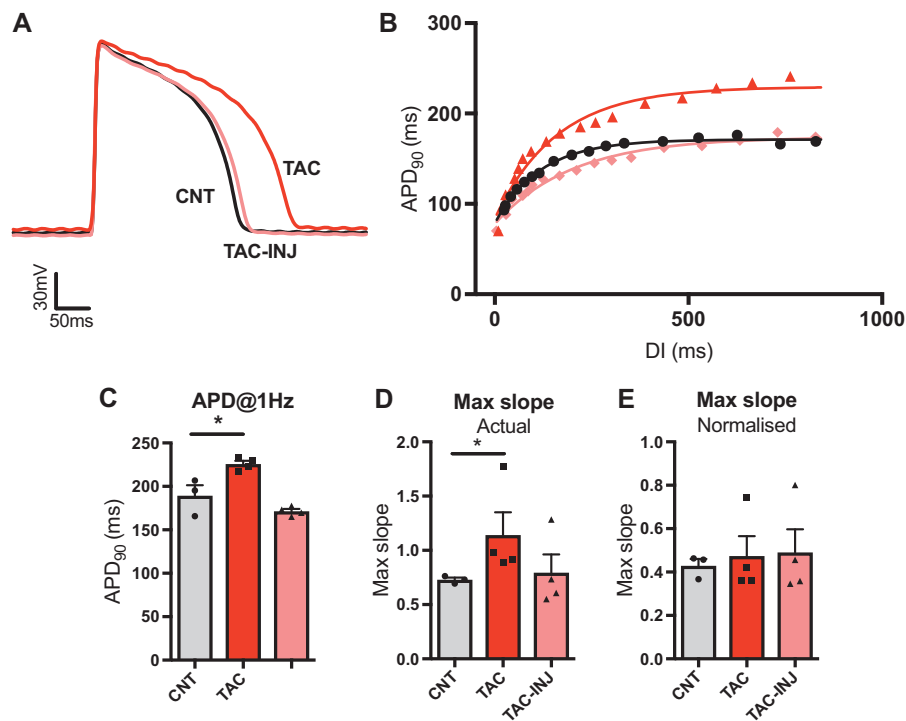 A
TAC
CNT
TAC-INJ
30mV
50ms
B
300
200
100
0
APD90 (ms)
0
500
1000
DI (ms)
C
APD@1Hz
*
250
200
150
100
50
0
APD90 (ms)
CNT
TAC
D
Max slope
Actual
*
2.0
1.5
1.0
0.5
0.0
Max slope
CNT
TAC
TAC-INJ
E
Max slope
Normalised
1.0
0.8
0.6
0.4
0.2
0.0
Max slope
CNT
TAC
TAC-INJ